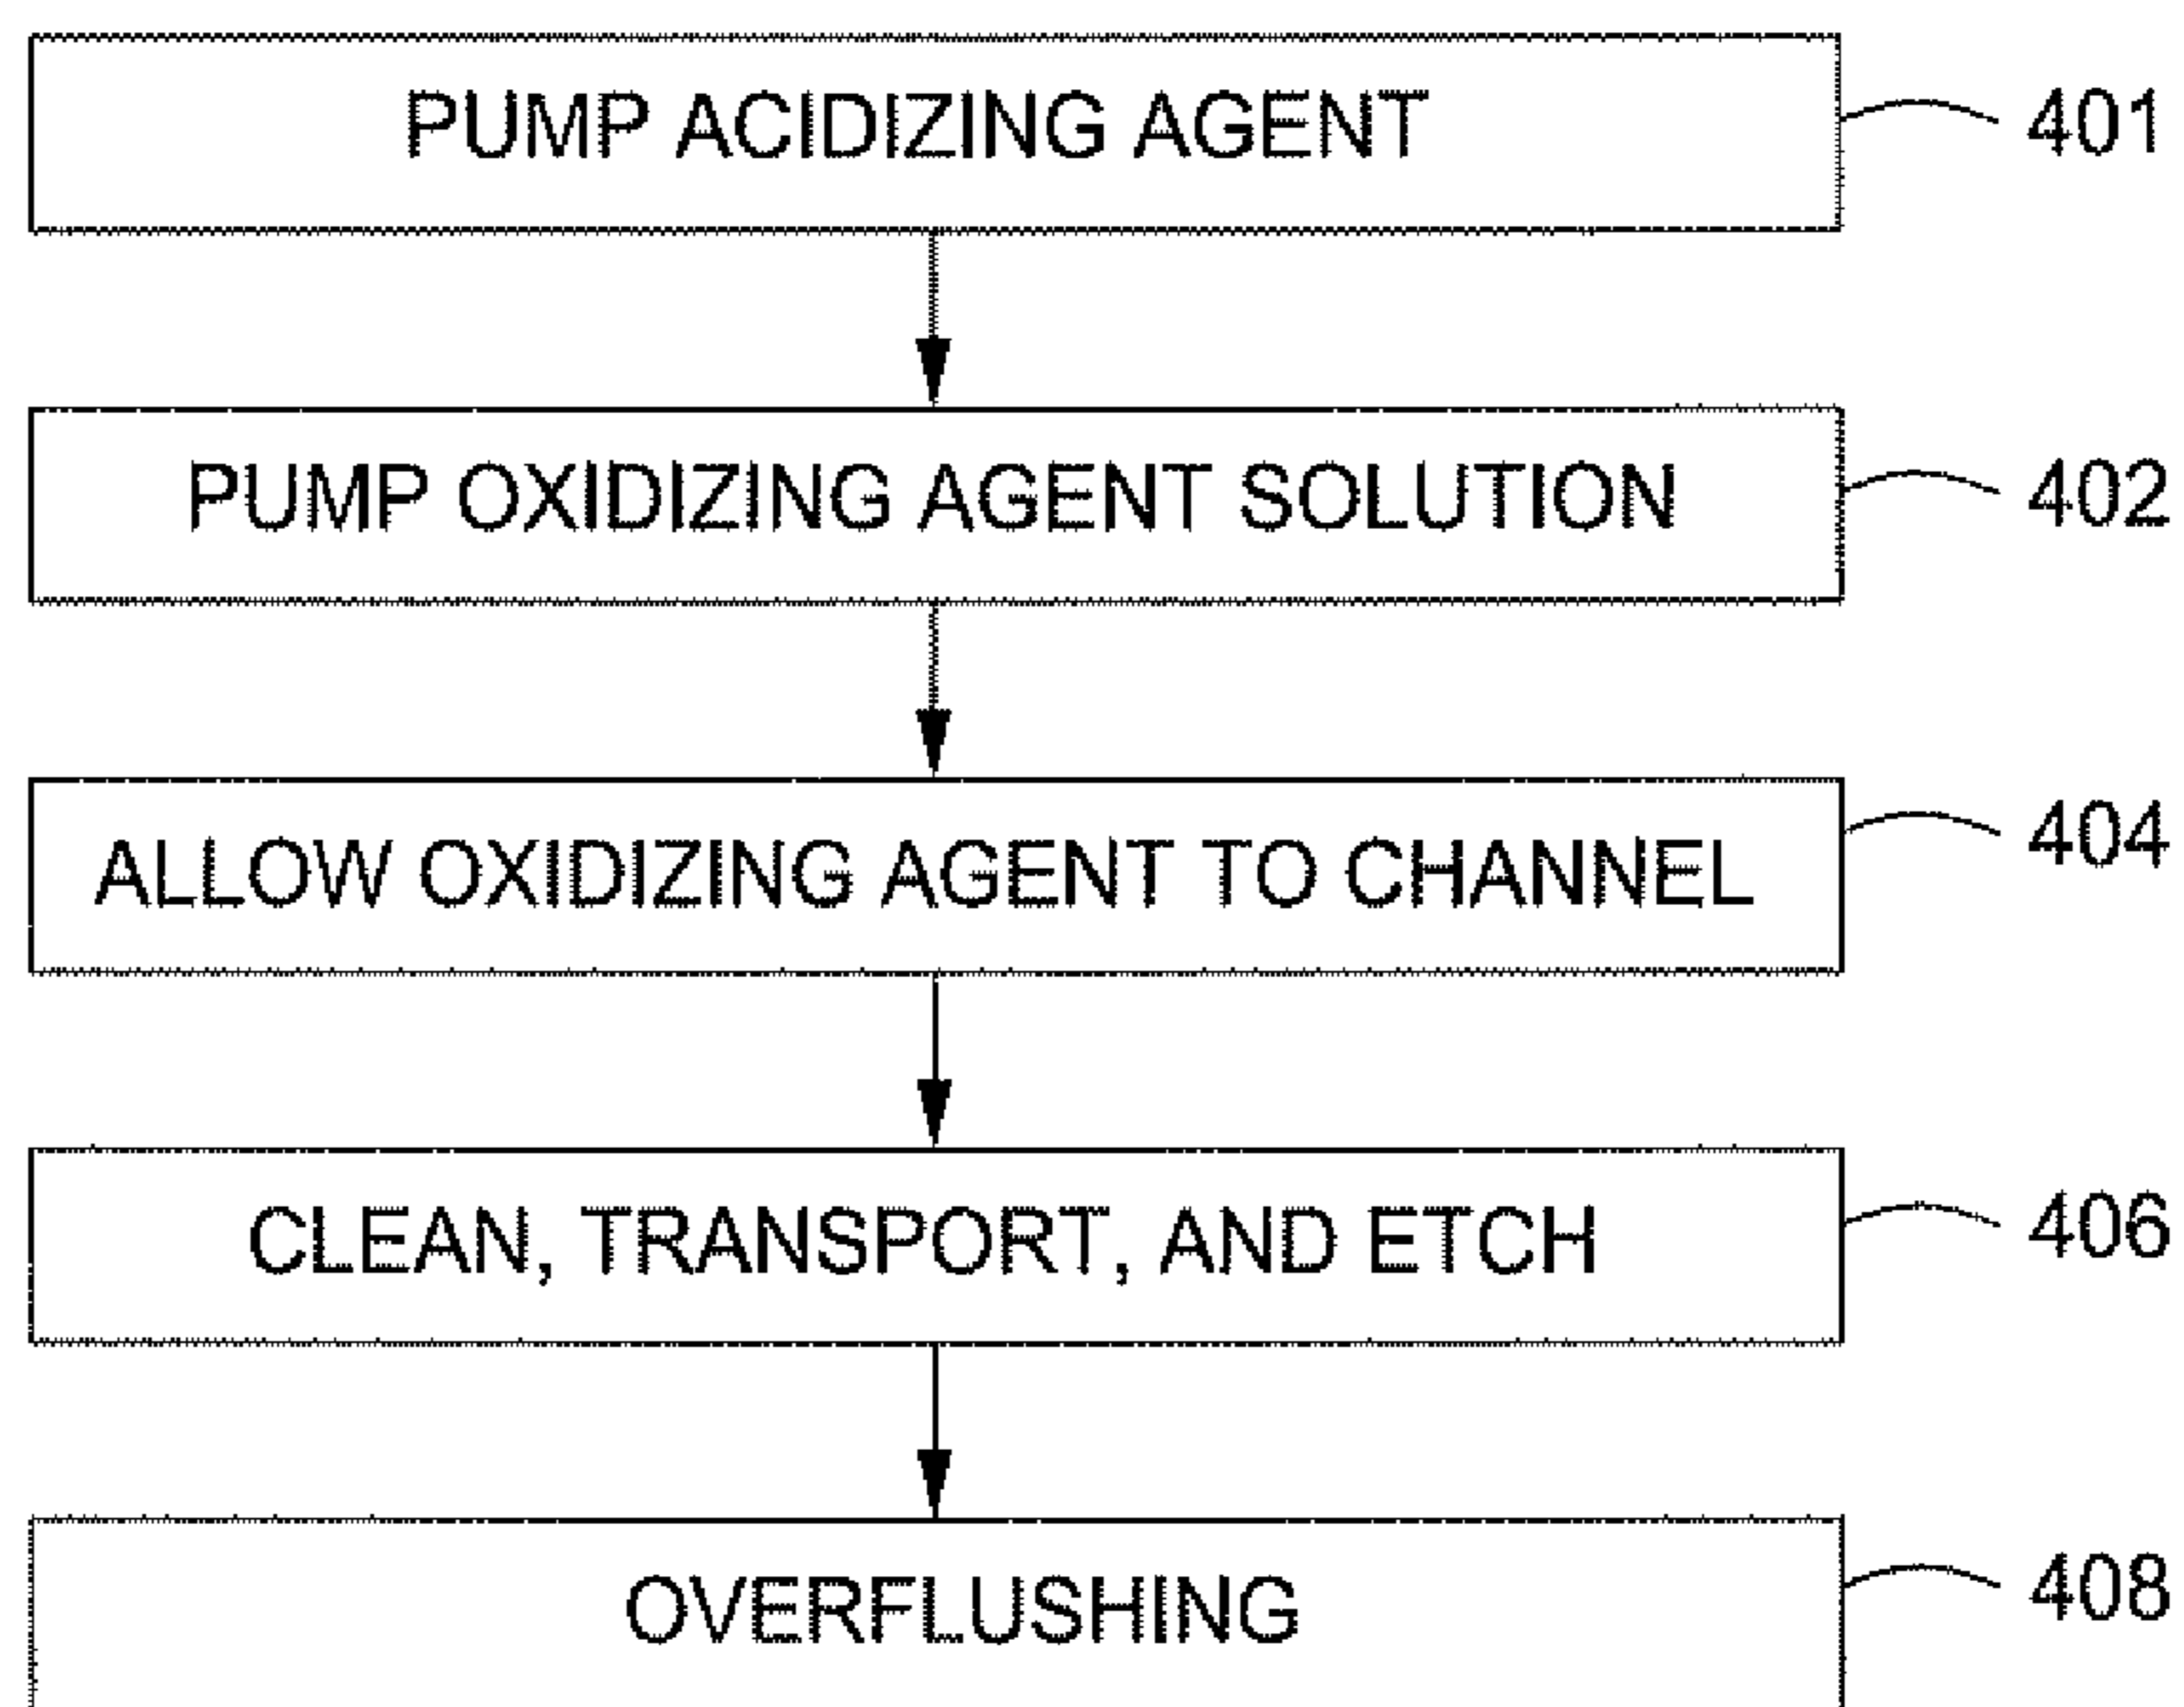 PUMP ACIDIZING AGENT 401
PUMP OXIDIZING AGENT SOLUTION 402
ALLOW OXIDIZING AGENT TO CHANNEL 404
CLEAN, TRANSPORT, AND ETCH 406
OVERFLUSHING 408